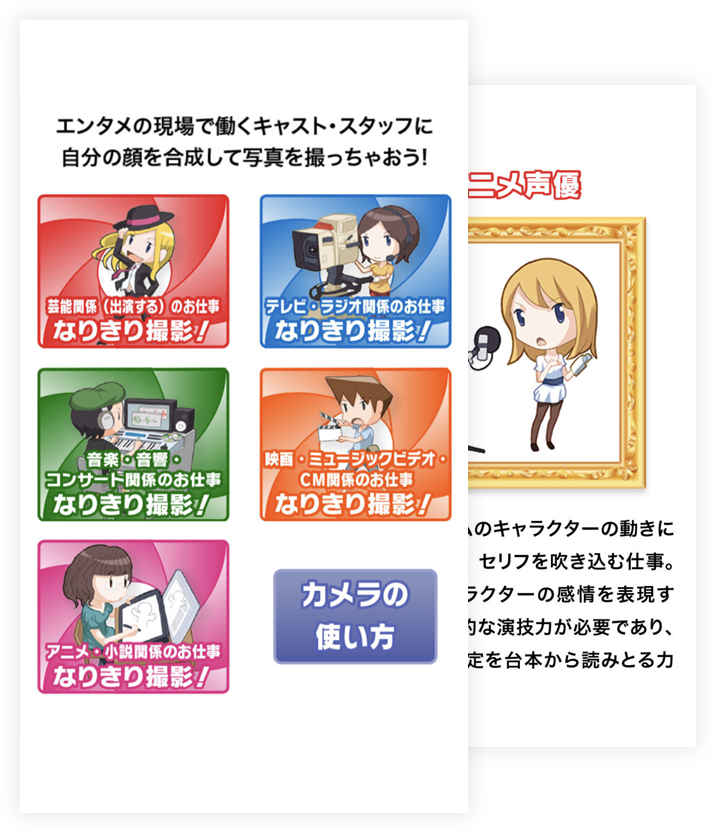 エンタメの現場で働くキャスト・スタッフに
自分の顔を合成して写真を撮っちゃおう!
芸能関係（出演する）のお仕事
なりきり撮影！
テレビ・ラジオ関係のお仕事
なりきり撮影！
音楽・音響・
コンサート関係のお仕事
なりきり撮影！
映画・ミュージックビデオ・
CM関係のお仕事
なりきり撮影！
アニメ・小説関係のお仕事
なりきり撮影！
カメラの
使い方
ニメ声優
のキャラクターの動きに
セリフを吹き込む仕事。
ラクターの感情を表現す
的な演技力が必要であり、
定を台本から読みとる力